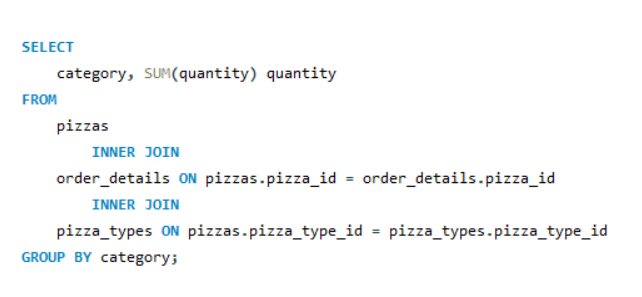 SELECT
category, SUM(quantity) quantity
FROM
pizzas
INNER JOIN
order_details ON pizzas.pizza_id = order_details.pizza_id
INNER JOIN
pizza_types ON pizzas.pizza_type_id = pizza_types.pizza_type_id
GROUP BY category;